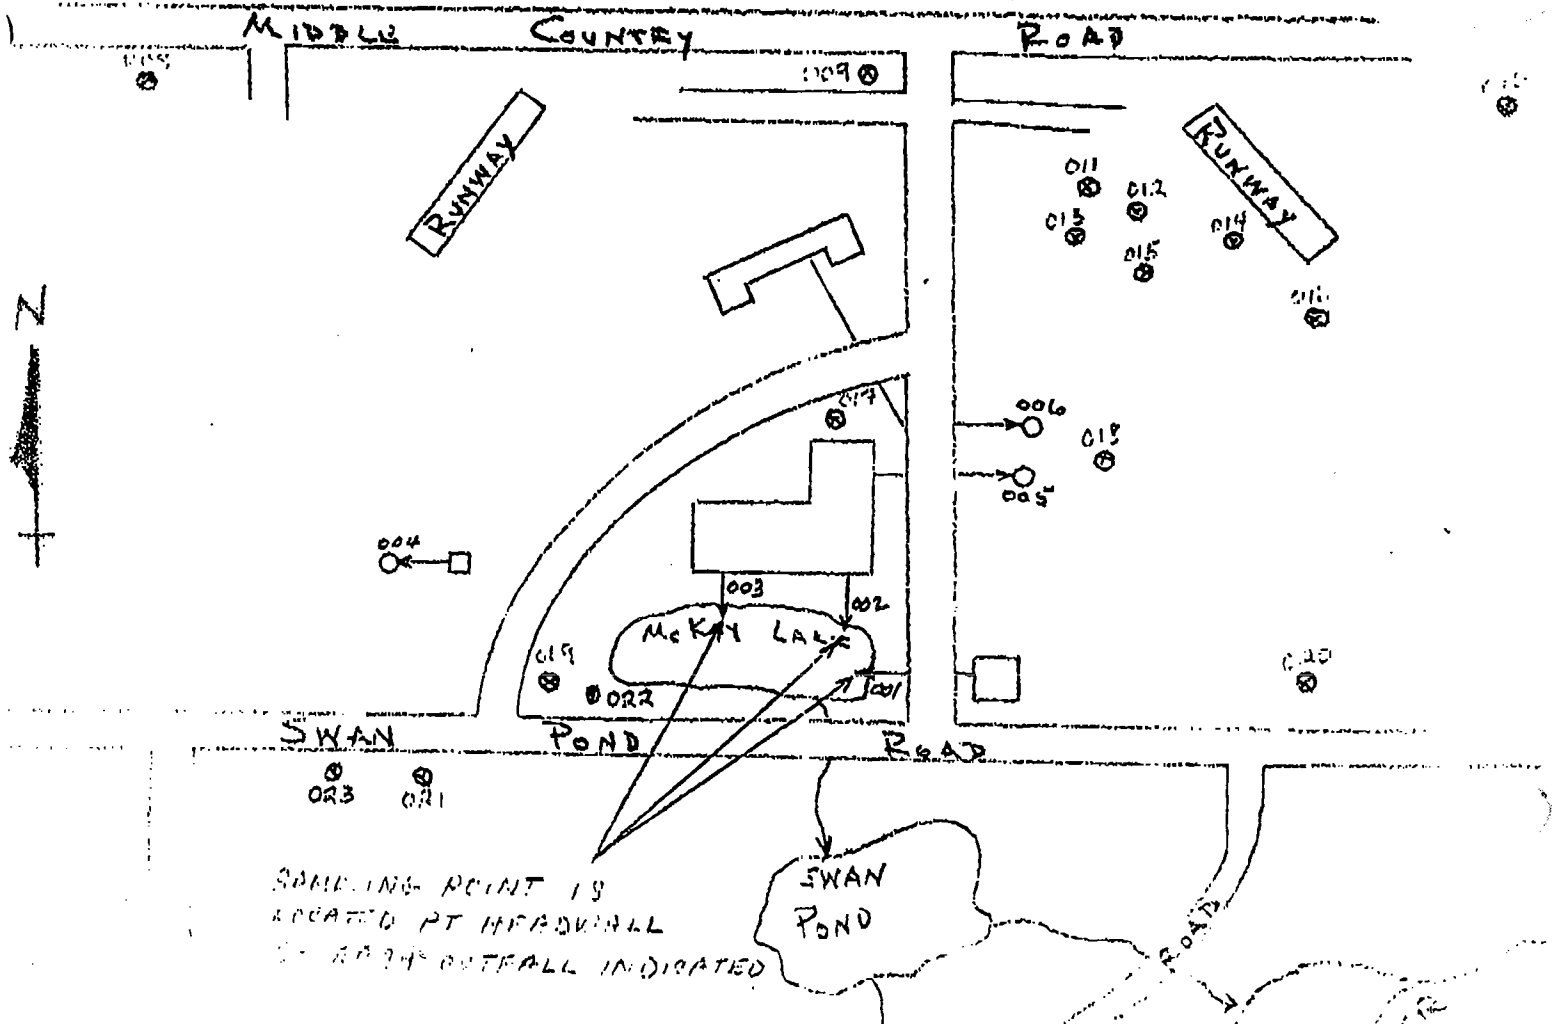 MIDDLE COUNTRY ROAD
009
RUNWAY
RUNWAY
011
012
013
014
015
016
N
017
006
018
005
004
003
002
McKAY LAKE
019
020
022
001
SWAN POND ROAD
023
021
SAMPLING POINT IS
LOCATED AT HEADWALL
OUTFALL INDICATED
SWAN
POND
ROAD